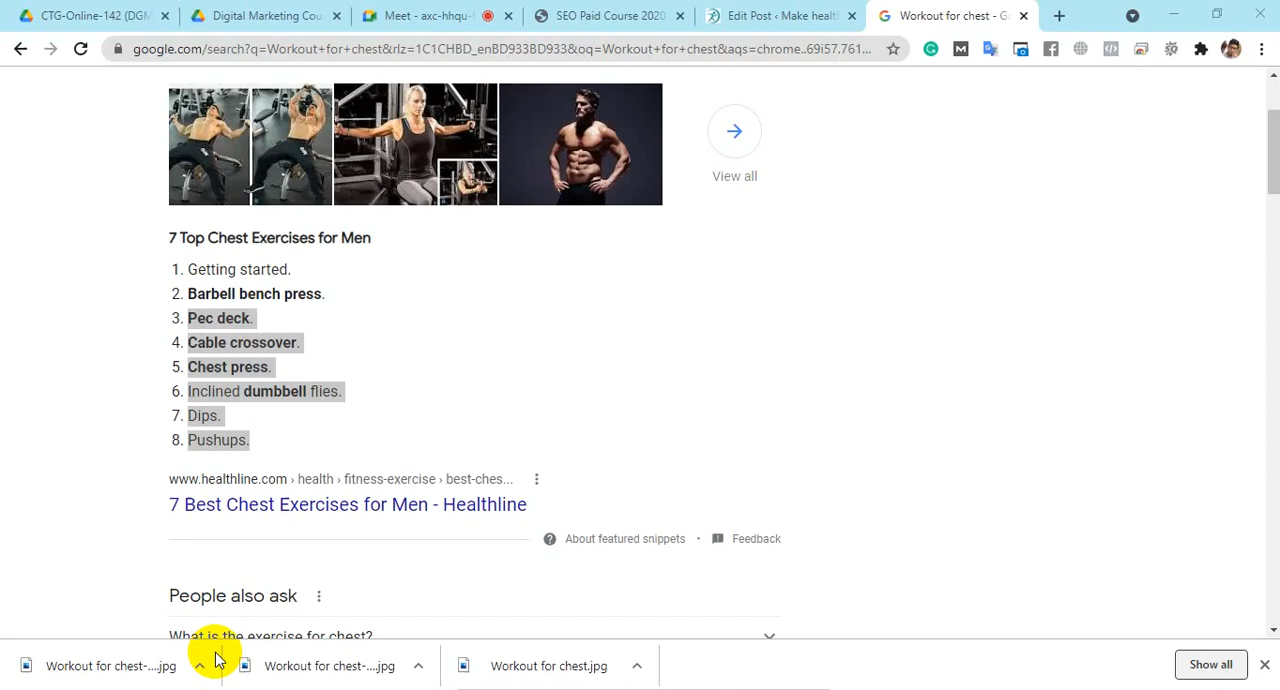 CTG-Online-142 (DGM
Digital Marketing Cou
Meet - axc-hhqu-
SEO Paid Course 2020
Edit Post ‹ Make health
Workout for chest - Go
google.com/search?q=Workout+for+chest&rlz=1C1CHBD_enBD933BD933&oq=Workout+for+chest&aqs=chrome..69i57.761...
View all
7 Top Chest Exercises for Men
1. Getting started.
2. Barbell bench press.
3. Pec deck.
4. Cable crossover.
5. Chest press.
6. Inclined dumbbell flies.
7. Dips.
8. Pushups.
www.healthline.com › health › fitness-exercise › best-ches...
7 Best Chest Exercises for Men - Healthline
About featured snippets • Feedback
People also ask
What is the exercise for chest?
Workout for chest-....jpg
Workout for chest-....jpg
Workout for chest.jpg
Show all